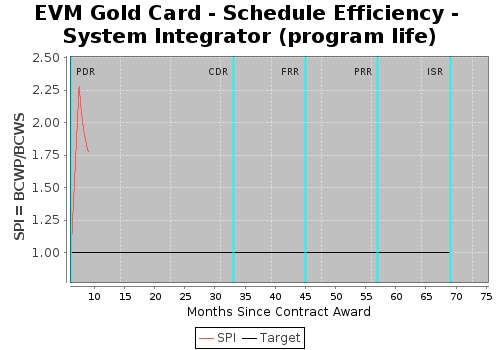 EVM Gold Card - Schedule Efficiency -
System Integrator (program life)
2.50
2.25
2.00
1.75
1.50
1.25
1.00
SPI = BCWP/BCWS
PDR CDR FRR PRR ISR
10 15 20 25 30 35 40 45 50 55 60 65 70 75
Months Since Contract Award
SPI Target